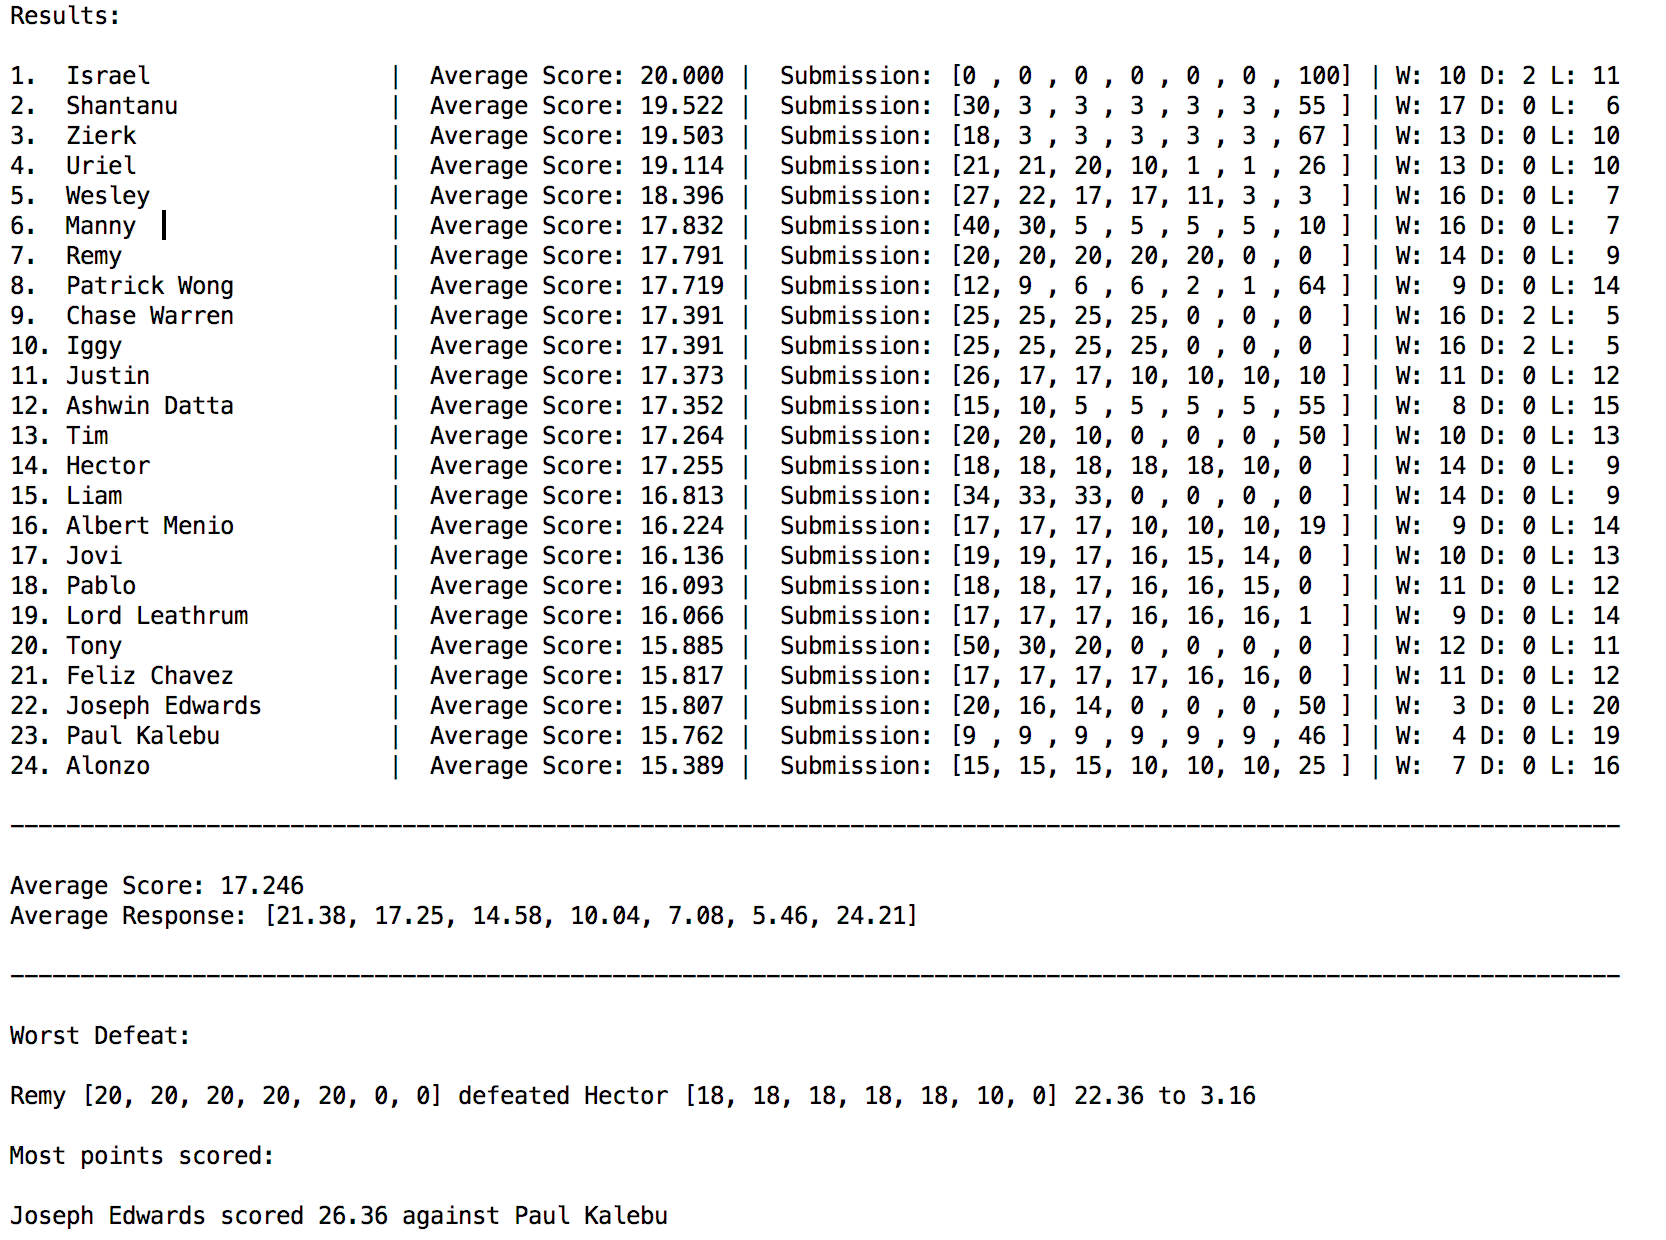 Results:
1.  Israel                 |  Average Score: 20.000 |  Submission: [0 , 0 , 0 , 0 , 0 , 0 , 100] | W: 10 D: 2 L: 11
2.  Shantanu               |  Average Score: 19.522 |  Submission: [30, 3 , 3 , 3 , 3 , 3 , 55 ] | W: 17 D: 0 L:  6
3.  Zierk                  |  Average Score: 19.503 |  Submission: [18, 3 , 3 , 3 , 3 , 3 , 67 ] | W: 13 D: 0 L: 10
4.  Uriel                  |  Average Score: 19.114 |  Submission: [21, 21, 20, 10, 1 , 1 , 26 ] | W: 13 D: 0 L: 10
5.  Wesley                 |  Average Score: 18.396 |  Submission: [27, 22, 17, 17, 11, 3 , 3  ] | W: 16 D: 0 L:  7
6.  Manny                  |  Average Score: 17.832 |  Submission: [40, 30, 5 , 5 , 5 , 5 , 10 ] | W: 16 D: 0 L:  7
7.  Remy                   |  Average Score: 17.791 |  Submission: [20, 20, 20, 20, 20, 0 , 0  ] | W: 14 D: 0 L:  9
8.  Patrick Wong           |  Average Score: 17.719 |  Submission: [12, 9 , 6 , 6 , 2 , 1 , 64 ] | W:  9 D: 0 L: 14
9.  Chase Warren           |  Average Score: 17.391 |  Submission: [25, 25, 25, 25, 0 , 0 , 0  ] | W: 16 D: 2 L:  5
10. Iggy                   |  Average Score: 17.391 |  Submission: [25, 25, 25, 25, 0 , 0 , 0  ] | W: 16 D: 2 L:  5
11. Justin                 |  Average Score: 17.373 |  Submission: [26, 17, 17, 10, 10, 10, 10 ] | W: 11 D: 0 L: 12
12. Ashwin Datta           |  Average Score: 17.352 |  Submission: [15, 10, 5 , 5 , 5 , 5 , 55 ] | W:  8 D: 0 L: 15
13. Tim                    |  Average Score: 17.264 |  Submission: [20, 20, 10, 0 , 0 , 0 , 50 ] | W: 10 D: 0 L: 13
14. Hector                 |  Average Score: 17.255 |  Submission: [18, 18, 18, 18, 18, 10, 0  ] | W: 14 D: 0 L:  9
15. Liam                   |  Average Score: 16.813 |  Submission: [34, 33, 33, 0 , 0 , 0 , 0  ] | W: 14 D: 0 L:  9
16. Albert Menio           |  Average Score: 16.224 |  Submission: [17, 17, 17, 10, 10, 10, 19 ] | W:  9 D: 0 L: 14
17. Jovi                   |  Average Score: 16.136 |  Submission: [19, 19, 17, 16, 15, 14, 0  ] | W: 10 D: 0 L: 13
18. Pablo                  |  Average Score: 16.093 |  Submission: [18, 18, 17, 16, 16, 15, 0  ] | W: 11 D: 0 L: 12
19. Lord Leathrum          |  Average Score: 16.066 |  Submission: [17, 17, 17, 16, 16, 16, 1  ] | W:  9 D: 0 L: 14
20. Tony                   |  Average Score: 15.885 |  Submission: [50, 30, 20, 0 , 0 , 0 , 0  ] | W: 12 D: 0 L: 11
21. Feliz Chavez           |  Average Score: 15.817 |  Submission: [17, 17, 17, 17, 16, 16, 0  ] | W: 11 D: 0 L: 12
22. Joseph Edwards         |  Average Score: 15.807 |  Submission: [20, 16, 14, 0 , 0 , 0 , 50 ] | W:  3 D: 0 L: 20
23. Paul Kalebu            |  Average Score: 15.762 |  Submission: [9 , 9 , 9 , 9 , 9 , 9 , 46 ] | W:  4 D: 0 L: 19
24. Alonzo                 |  Average Score: 15.389 |  Submission: [15, 15, 15, 10, 10, 10, 25 ] | W:  7 D: 0 L: 16
Average Score: 17.246
Average Response: [21.38, 17.25, 14.58, 10.04, 7.08, 5.46, 24.21]
Worst Defeat:
Remy [20, 20, 20, 20, 20, 0, 0] defeated Hector [18, 18, 18, 18, 18, 10, 0] 22.36 to 3.16
Most points scored:
Joseph Edwards scored 26.36 against Paul Kalebu